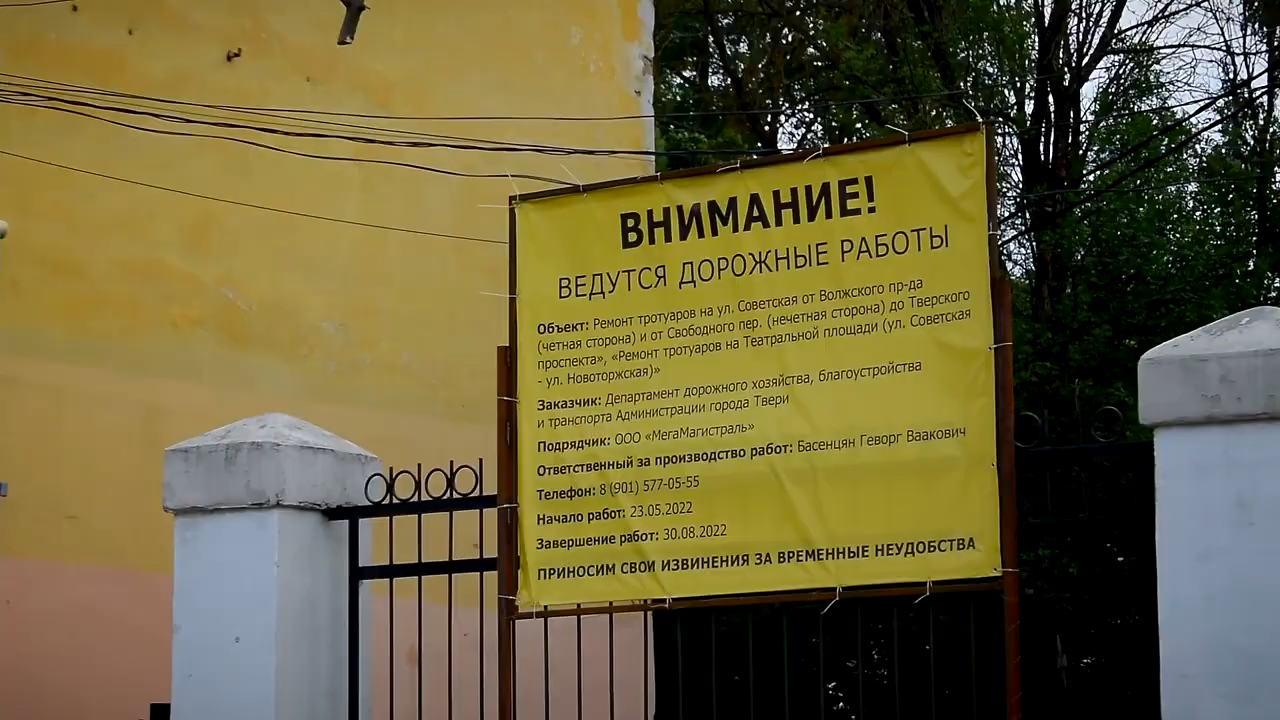 ВНИМАНИЕ!
ВЕДУТСЯ ДОРОЖНЫЕ РАБОТЫ
Объект: Ремонт тротуаров на ул. Советская от Волжского пр-да
(четная сторона) и от Свободного пер. (нечетная сторона) до Тверского
проспекта», «Ремонт тротуаров на Театральной площади (ул. Советская
- ул. Новоторжская)»
Заказчик: Департамент дорожного хозяйства, благоустройства
и транспорта Администрации города Твери
Подрядчик: ООО «МегаМагистраль»
Ответственный за производство работ: Басенцян Геворг Ваакович
Телефон: 8 (901) 577-05-55
Начало работ: 23.05.2022
Завершение работ: 30.08.2022
ПРИНОСИМ СВОИ ИЗВИНЕНИЯ ЗА ВРЕМЕННЫЕ НЕУДОБСТВА